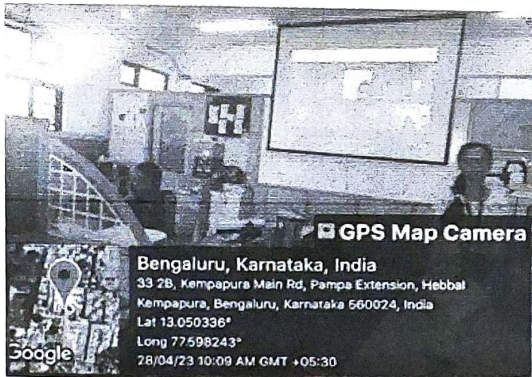 GPS Map Camera
Bengaluru, Karnataka, India
33 2B, Kempapura Main Rd, Pampa Extension, Hebbal
Kempapura, Bengaluru, Karnataka 560024, India
Lat 13.050336°
Long 77.598243°
28/04/23 10:09 AM GMT +05:30
Google